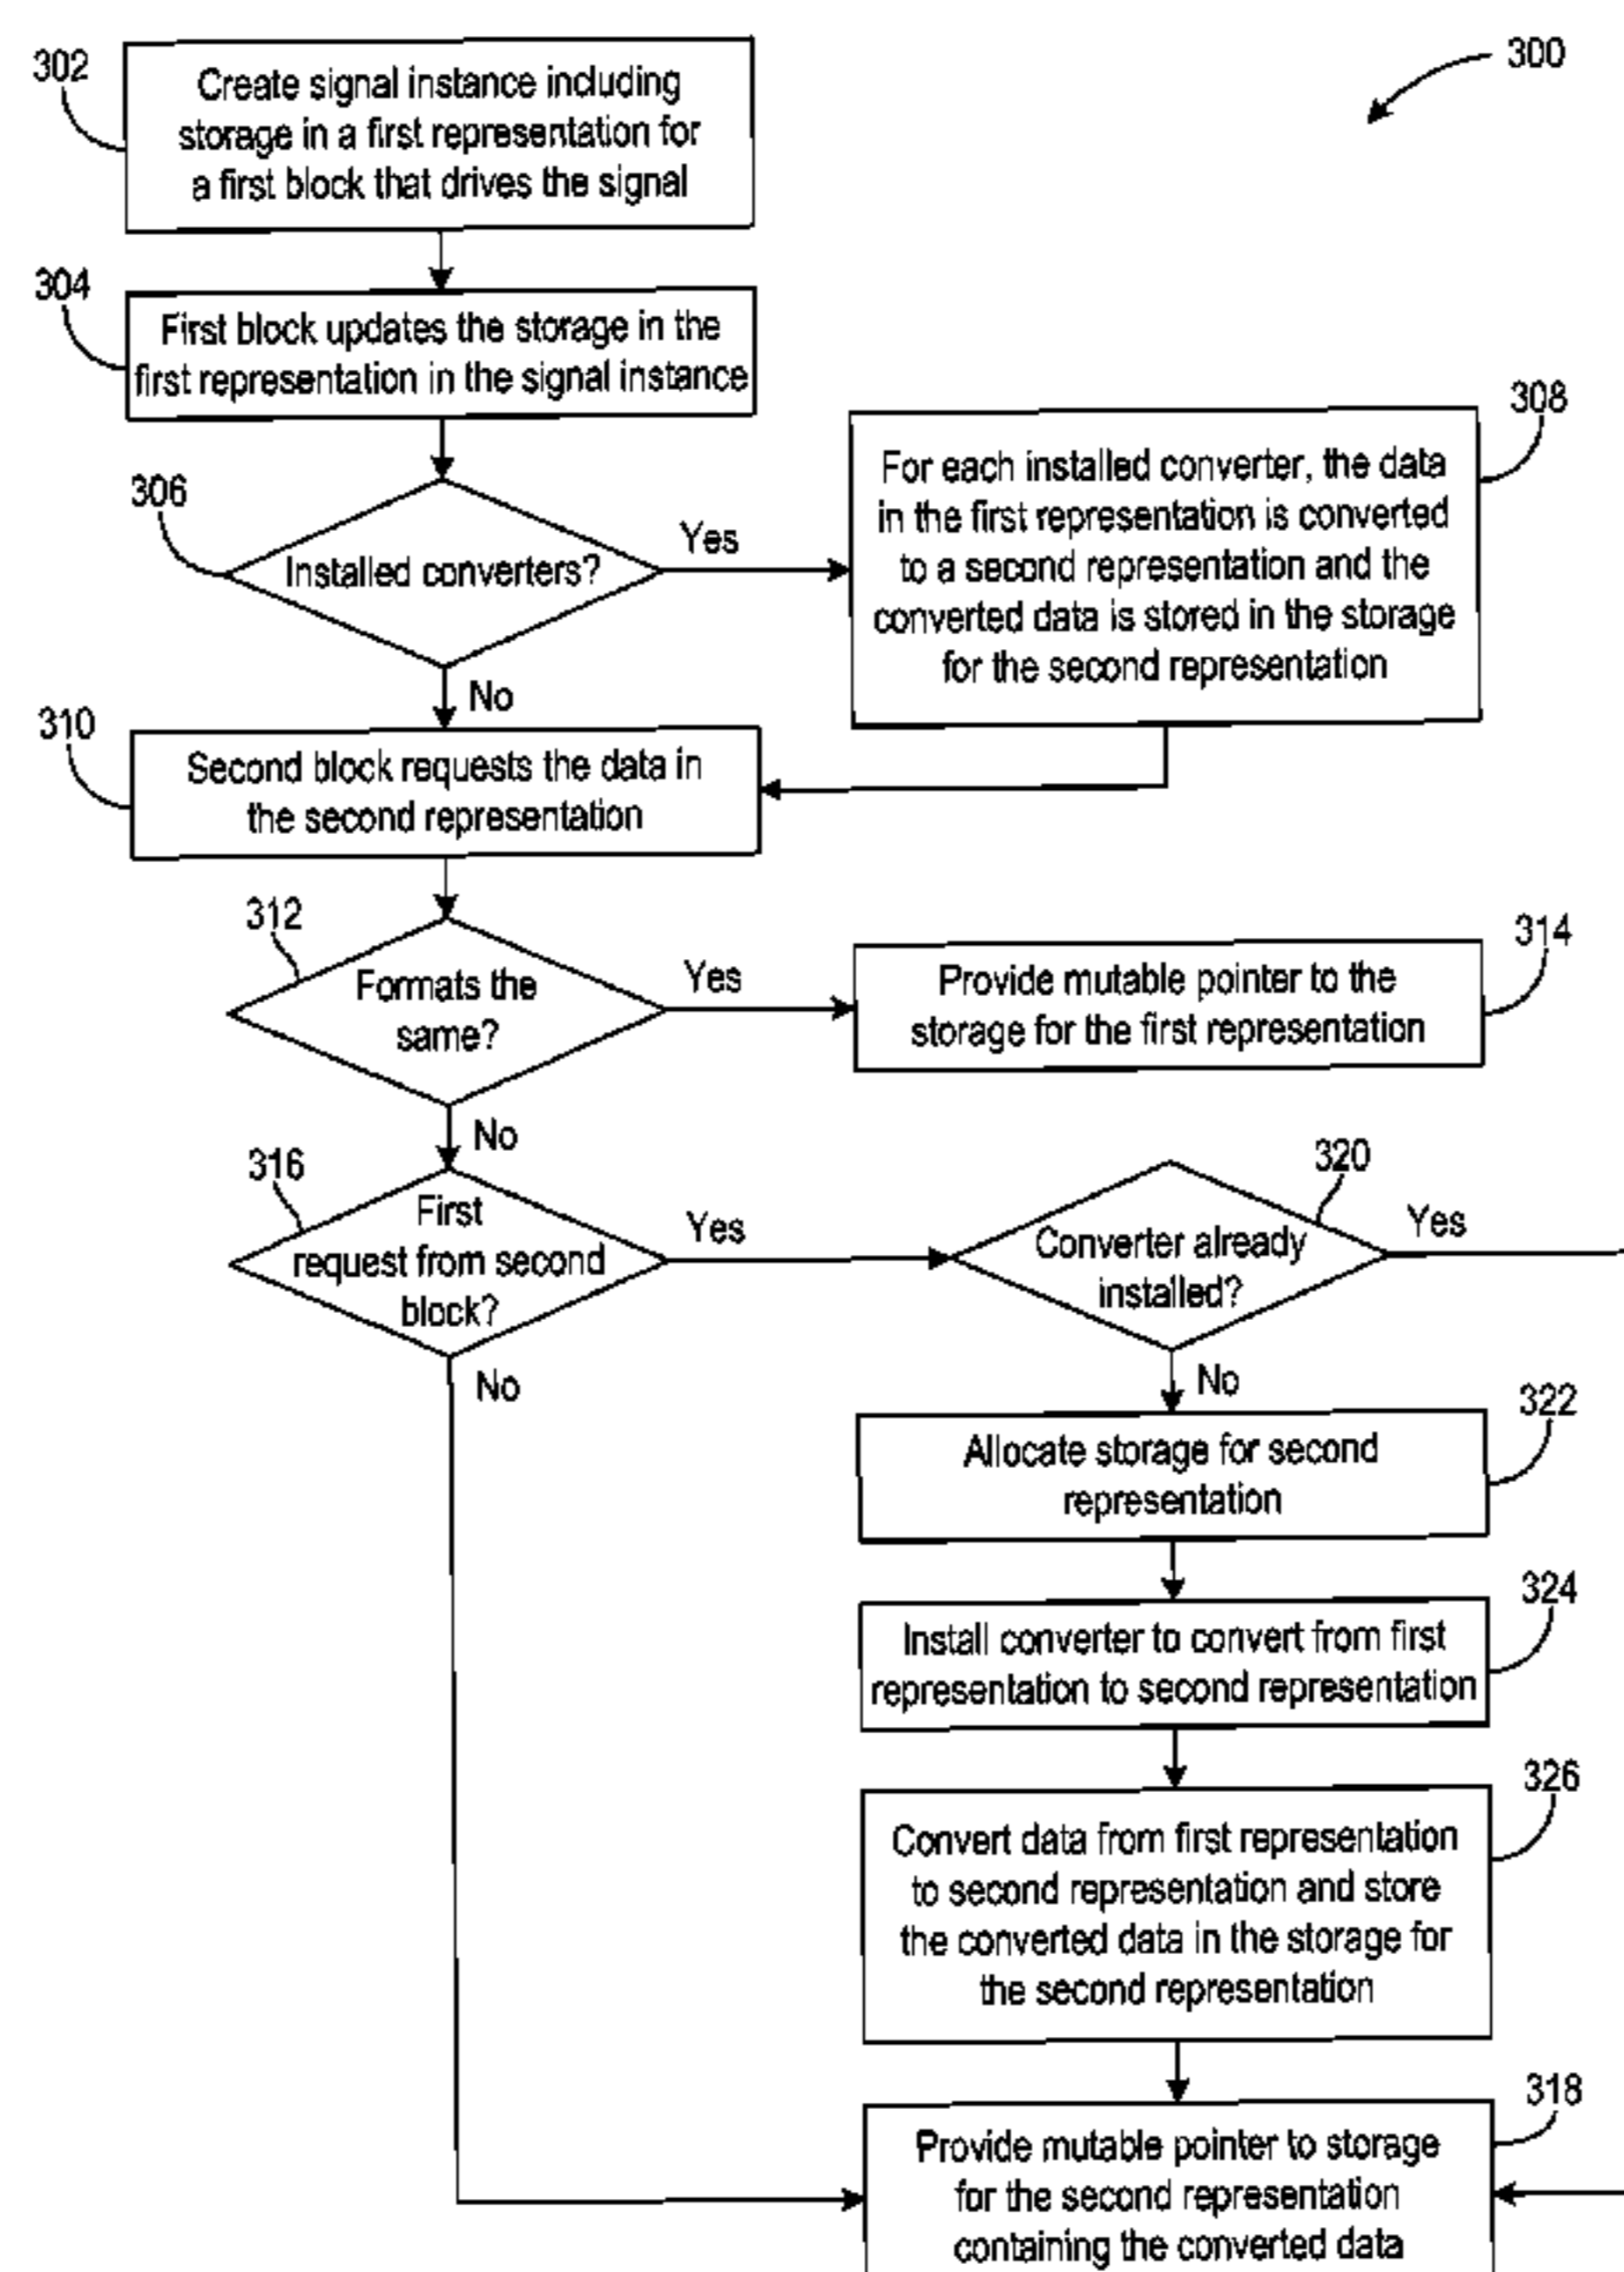 300
302
Create signal instance including
storage in a first representation for
a first block that drives the signal
304
First block updates the storage in the
first representation in the signal instance
306
Installed converters?
Yes
No
308
For each installed converter, the data
in the first representation is converted
to a second representation and the
converted data is stored in the storage
for the second representation
310
Second block requests the data in
the second representation
312
Formats the
same?
Yes
No
314
Provide mutable pointer to the
storage for the first representation
316
First
request from second
block?
Yes
No
320
Converter already
installed?
Yes
No
322
Allocate storage for second
representation
324
Install converter to convert from first
representation to second representation
326
Convert data from first representation
to second representation and store
the converted data in the storage for
the second representation
318
Provide mutable pointer to storage
for the second representation
containing the converted data